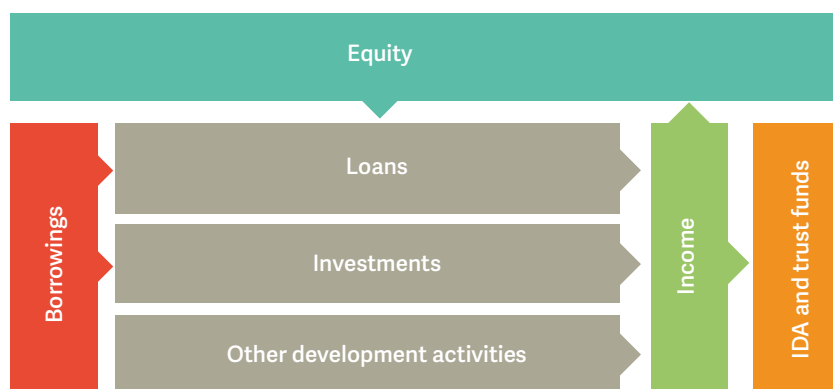 Equity
Borrowings
Loans
Investments
Other development activities
Income
IDA and trust funds